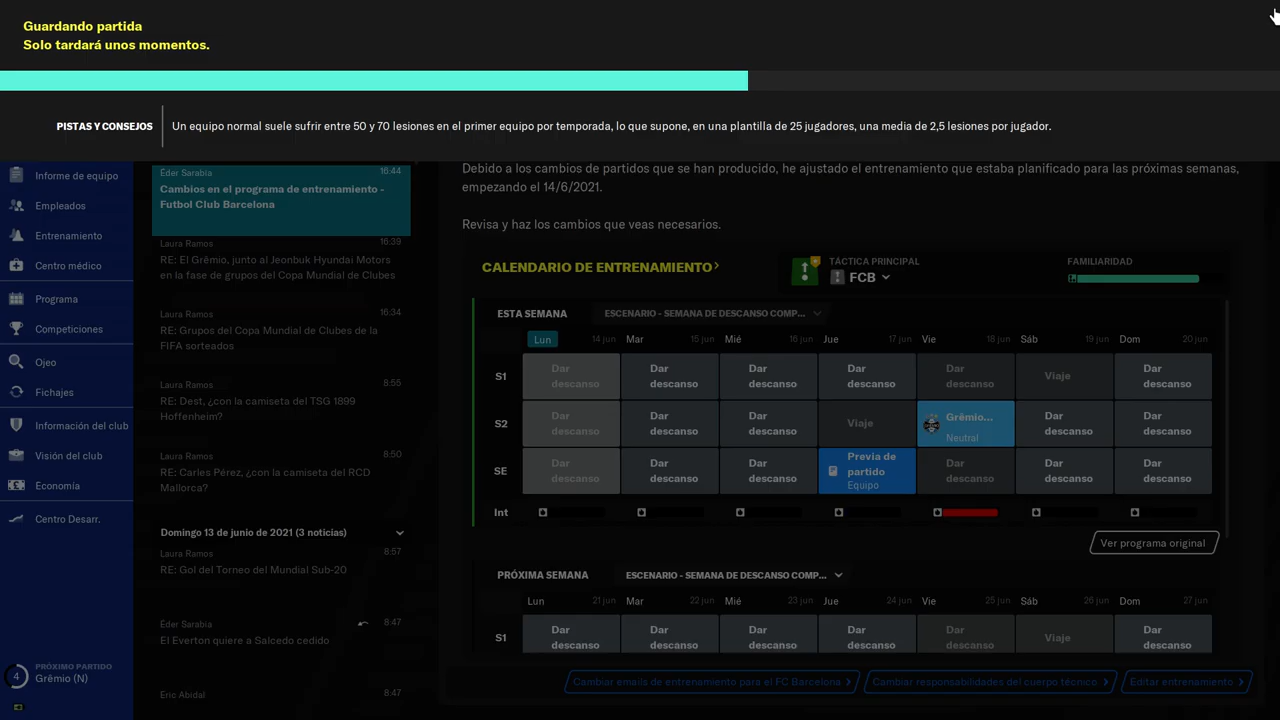 Guardando partida
Solo tardará unos momentos.
PISTAS Y CONSEJOS
Un equipo normal suele sufrir entre 50 y 70 lesiones en el primer equipo por temporada, lo que supone, en una plantilla de 25 jugadores, una media de 2,5 lesiones por jugador.
Informe de equipo
Empleados
Entrenamiento
Centro médico
Programa
Competiciones
Ojeo
Fichajes
Información del club
Visión del club
Economía
Centro Desarr.
PRÓXIMO PARTIDO
4
Grêmio (N)
Éder Sarabia 16:44
Cambios en el programa de entrenamiento -
Futbol Club Barcelona
Laura Ramos 16:39
RE: El Grêmio, junto al Jeonbuk Hyundai Motors
en la fase de grupos del Copa Mundial de Clubes
Laura Ramos 16:34
RE: Grupos del Copa Mundial de Clubes de la
FIFA sorteados
Laura Ramos 8:55
RE: Dest, ¿con la camiseta del TSG 1899
Hoffenheim?
Laura Ramos 8:50
RE: Carles Pérez, ¿con la camiseta del RCD
Mallorca?
Domingo 13 de junio de 2021 (3 noticias)
Laura Ramos 8:57
RE: Gol del Torneo del Mundial Sub-20
Éder Sarabia 8:47
El Everton quiere a Salcedo cedido
Eric Abidal 8:47
Debido a los cambios de partidos que se han producido, he ajustado el entrenamiento que estaba planificado para las próximas semanas,
empezando el 14/6/2021.
Revisa y haz los cambios que veas necesarios.
CALENDARIO DE ENTRENAMIENTO
TÁCTICA PRINCIPAL
FCB
FAMILIARIDAD
ESTA SEMANA ESCENARIO - SEMANA DE DESCANSO COMP...
Lun 14 jun Mar 15 jun Mié 16 jun Jue 17 jun Vie 18 jun Sáb 19 jun Dom 20 jun
S1 Dar descanso Dar descanso Dar descanso Dar descanso Dar descanso Viaje Dar descanso
S2 Dar descanso Dar descanso Dar descanso Viaje Grêmio... Neutral Dar descanso Dar descanso
SE Dar descanso Dar descanso Dar descanso Previa de partido Equipo Dar descanso Dar descanso Dar descanso
Int
Ver programa original
PRÓXIMA SEMANA ESCENARIO - SEMANA DE DESCANSO COMP...
Lun 21 jun Mar 22 jun Mié 23 jun Jue 24 jun Vie 25 jun Sáb 26 jun Dom 27 jun
S1 Dar descanso Dar descanso Dar descanso Dar descanso Dar descanso Viaje Dar descanso
Cambiar emails de entrenamiento para el FC Barcelona
Cambiar responsabilidades del cuerpo técnico
Editar entrenamiento